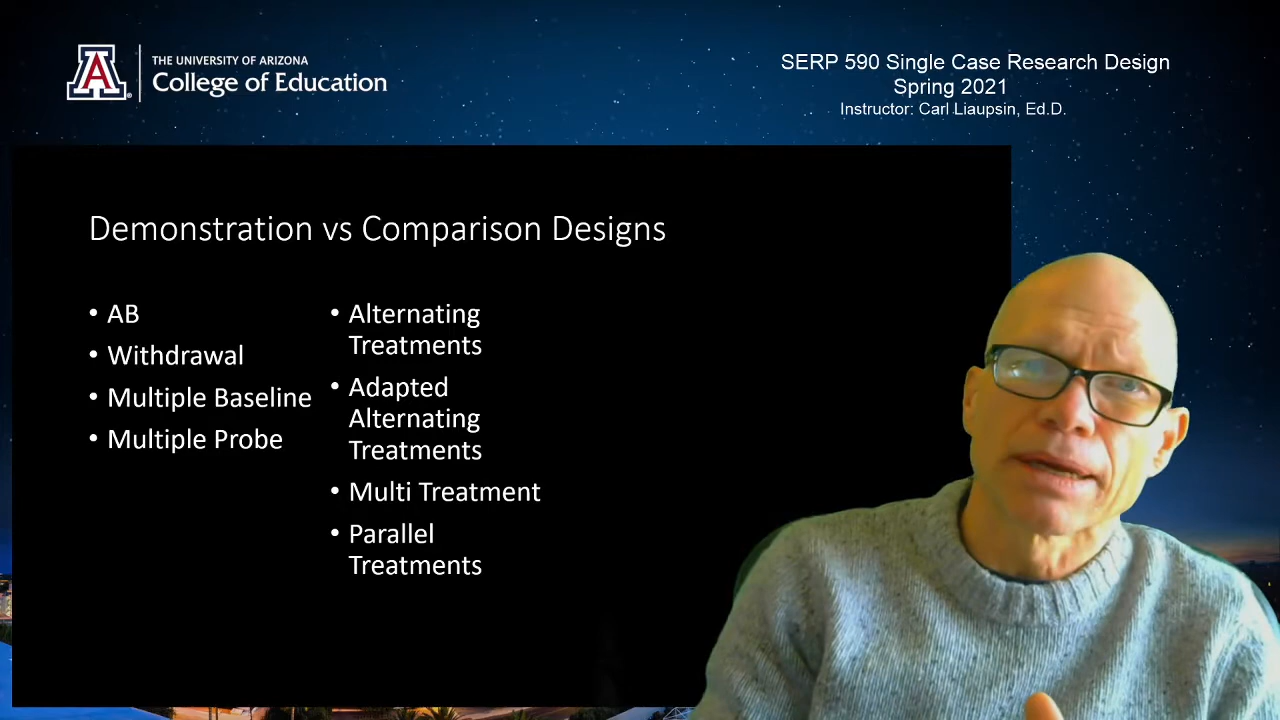 THE UNIVERSITY OF ARIZONA
College of Education
A
®
SERP 590 Single Case Research Design
Spring 2021
Instructor: Carl Liaupsin, Ed.D.
Demonstration vs Comparison Designs
• AB
• Withdrawal
• Multiple Baseline
• Multiple Probe
• Alternating
Treatments
• Adapted
Alternating
Treatments
• Multi Treatment
• Parallel
Treatments